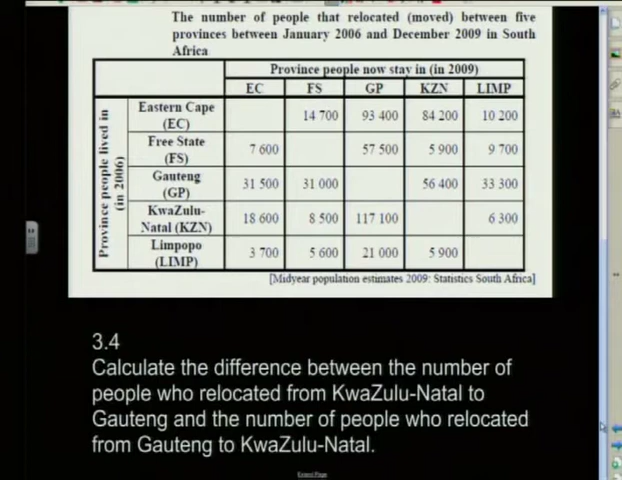 The number of people that relocated (moved) between five
provinces between January 2006 and December 2009 in South
Africa
Province people now stay in (in 2009)
EC FS GP KZN LIMP
Province people lived in
(in 2006)
Eastern Cape
(EC)
14 700 93 400 84 200 10 200
Free State
(FS)
7 600 57 500 5 900 9 700
Gauteng
(GP)
31 500 31 000 56 400 33 300
KwaZulu-
Natal (KZN)
18 600 8 500 117 100 6 300
Limpopo
(LIMP)
3 700 5 600 21 000 5 900
[Midyear population estimates 2009: Statistics South Africa]
3.4
Calculate the difference between the number of
people who relocated from KwaZulu-Natal to
Gauteng and the number of people who relocated
from Gauteng to KwaZulu-Natal.
Extend Page